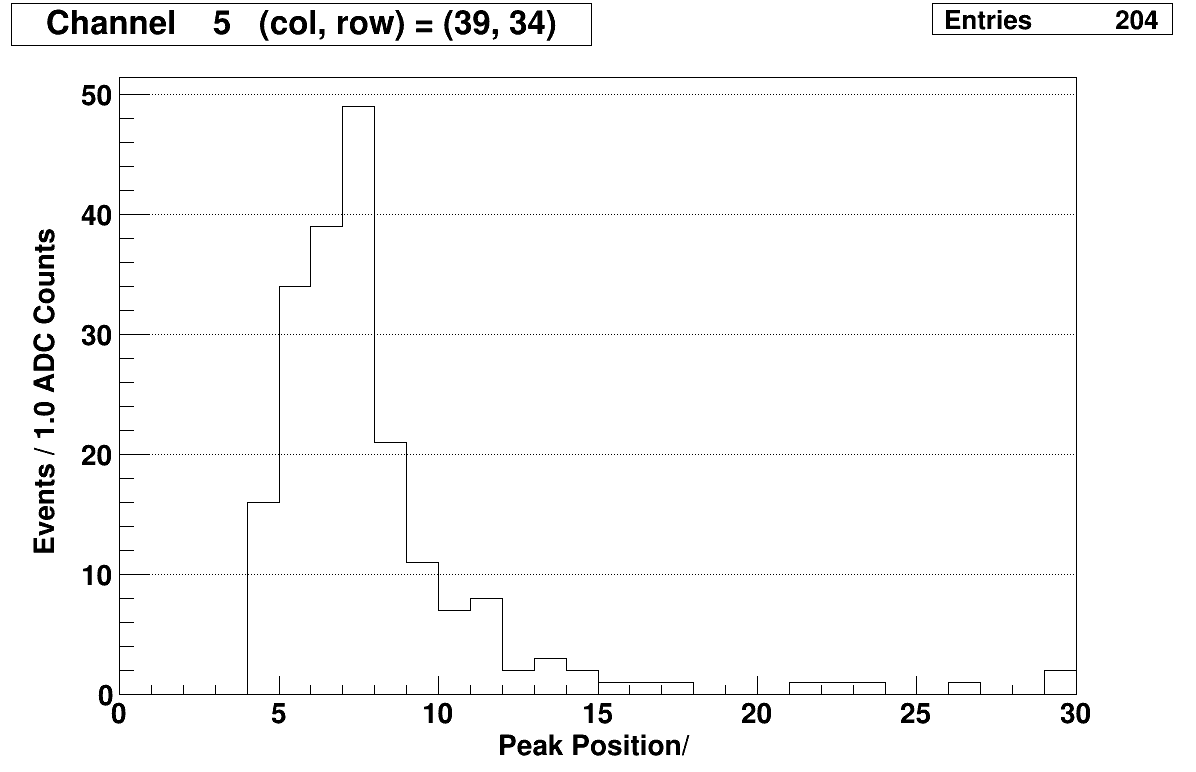 Channel 5 (col, row) = (39, 34)
Entries 204
50
40
30
20
10
0
Events / 1.0 ADC Counts
0 5 10 15 20 25 30
Peak Position/